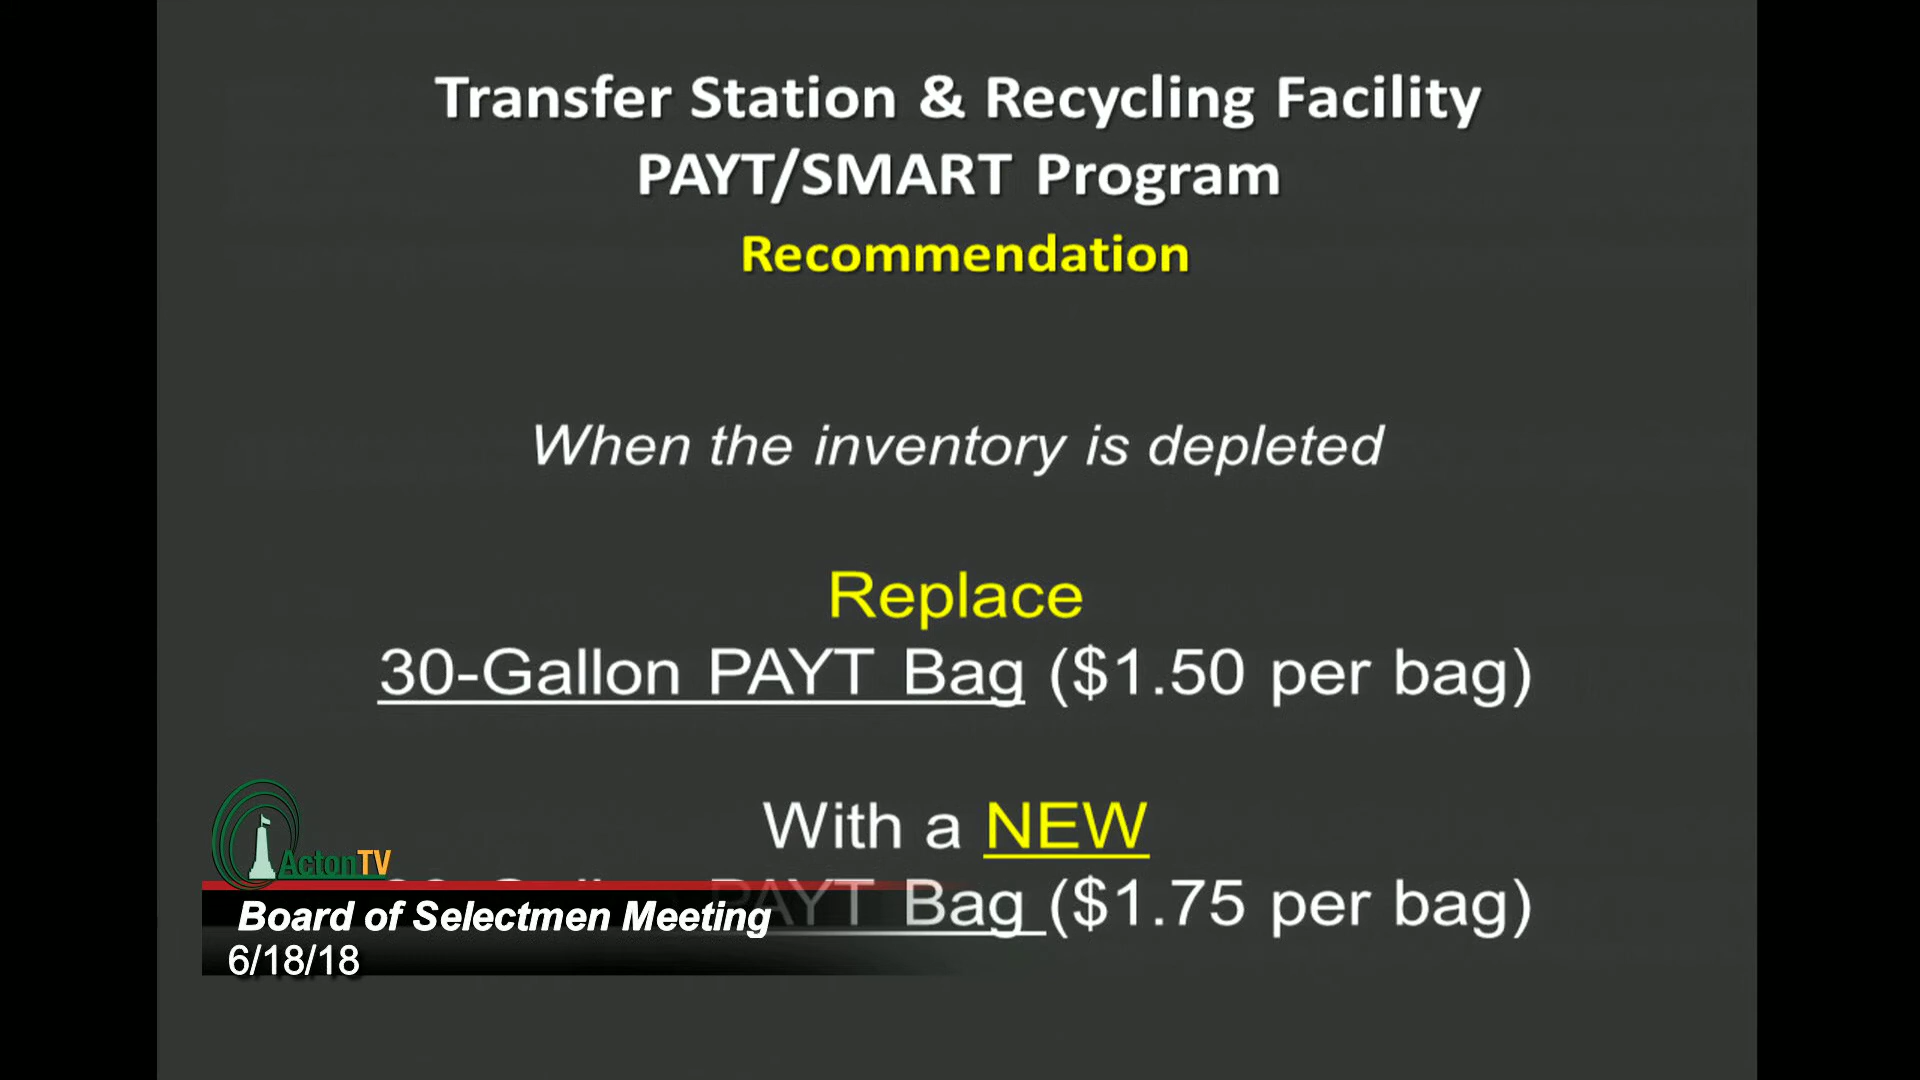 Transfer Station & Recycling Facility
PAYT/SMART Program
Recommendation
When the inventory is depleted
Replace
30-Gallon PAYT Bag ($1.50 per bag)
With a NEW
PAYT Bag ($1.75 per bag)
ActonTV
Board of Selectmen Meeting
6/18/18